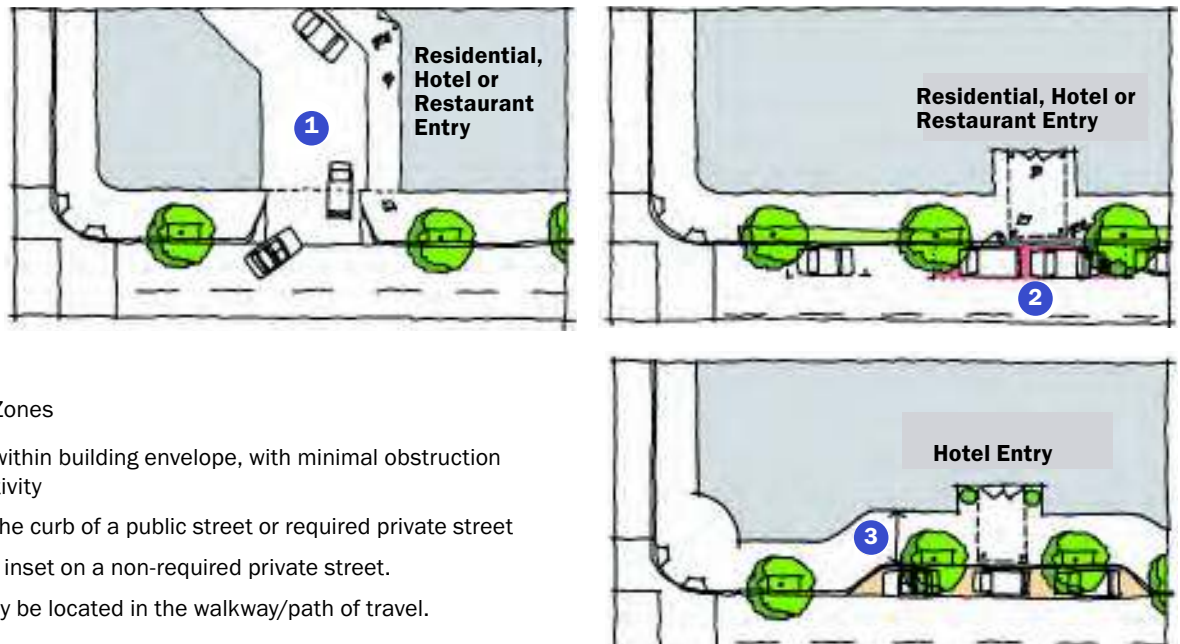 Residential,
Hotel or
Restaurant
Entry
1
Residential, Hotel or
Restaurant Entry
2
Zones
within building envelope, with minimal obstruction
he curb of a public street or required private street
inset on a non-required private street.
be located in the walkway/path of travel.
Hotel Entry
3